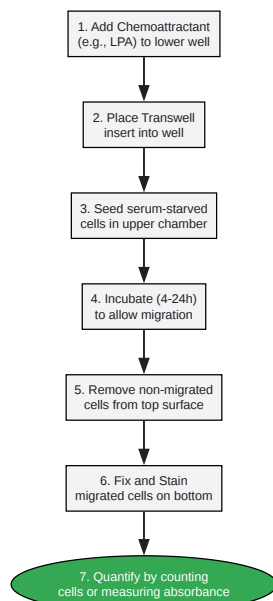 1. Add Chemoattractant
(e.g., LPA) to lower well
2. Place Transwell
insert into well
3. Seed serum-starved
cells in upper chamber
4. Incubate (4-24h)
to allow migration
5. Remove non-migrated
cells from top surface
6. Fix and Stain
migrated cells on bottom
7. Quantify by counting
cells or measuring absorbance